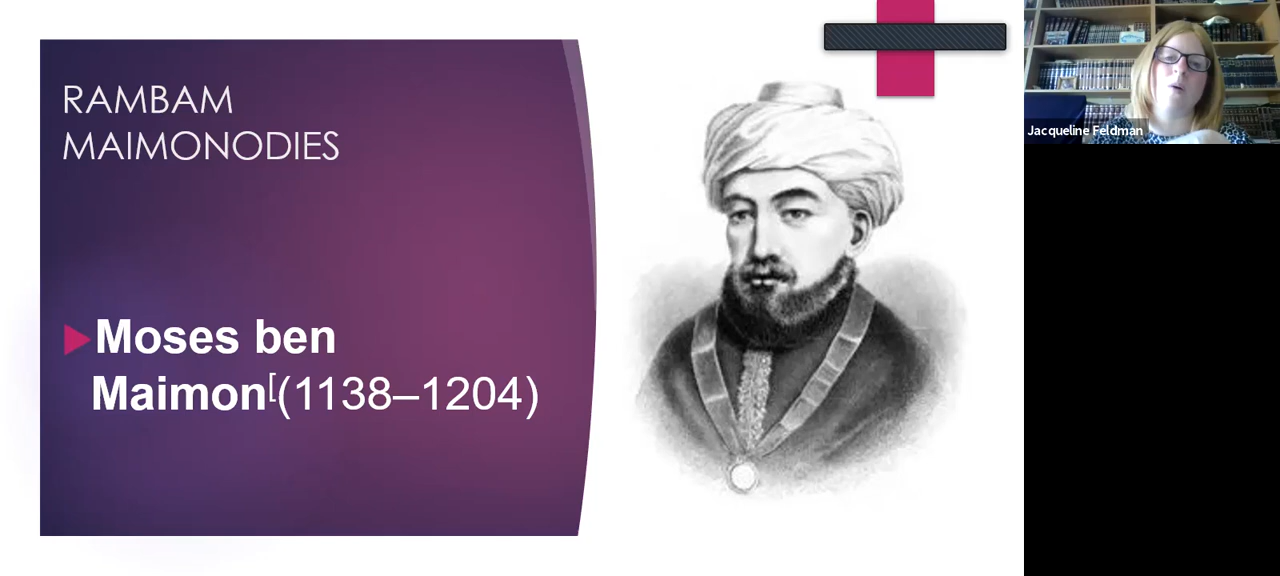 RAMBAM
MAIMONODIES
Moses ben
Maimon[(1138–1204)
Jacqueline Feldman